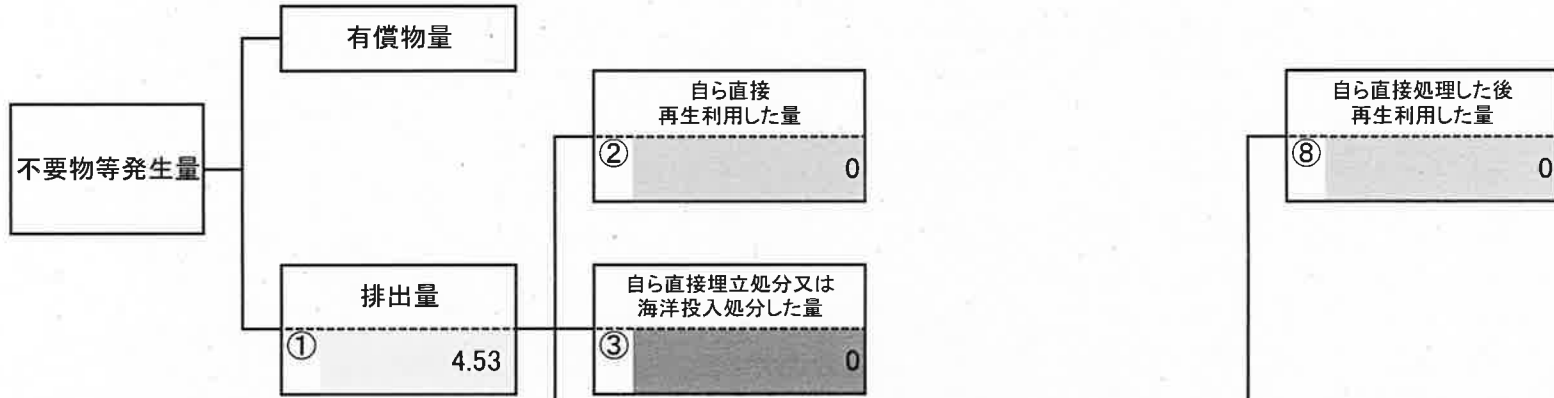 不要物等発生量
有償物量
排出量
①
4.53
自ら直接
再生利用した量
②
0
自ら直接埋立処分又は
海洋投入処分した量
③
0
自ら直接処理した後
再生利用した量
⑧
0